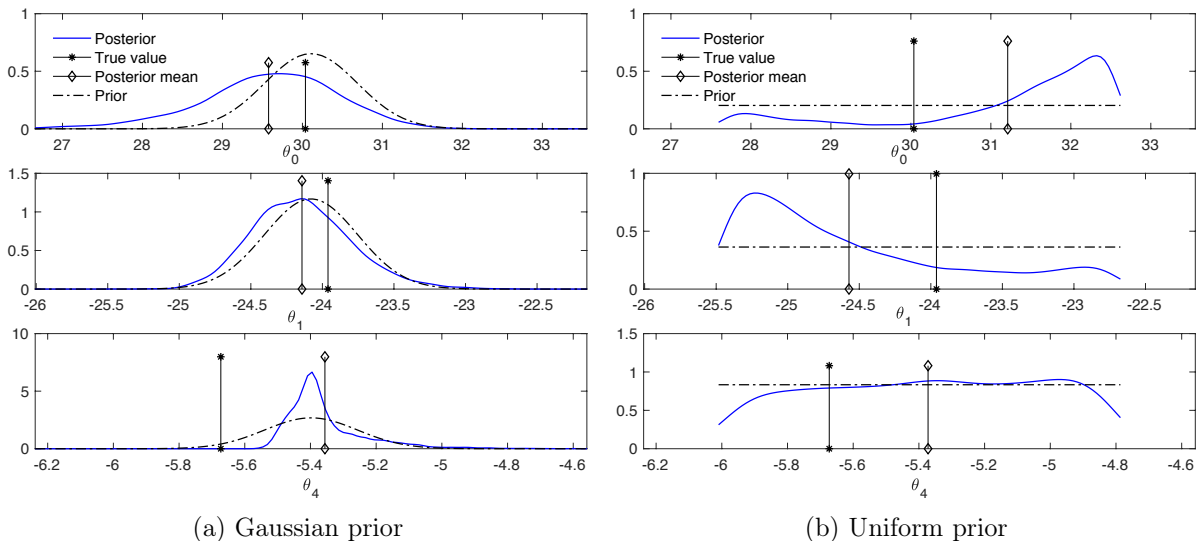 1
0.5
0
Posterior
True value
Posterior mean
Prior
27 28 29 30 31 32 33
θ0
1.5
1
0.5
0
-26 -25.5 -25 -24.5 -24 -23.5 -23 -22.5
θ1
10
5
0
-6.2 -6 -5.8 -5.6 -5.4 -5.2 -5 -4.8 -4.6
θ4
(a) Gaussian prior
1
0.5
0
Posterior
True value
Posterior mean
Prior
27 28 29 30 31 32 33
θ0
1
0.5
0
-26 -25.5 -25 -24.5 -24 -23.5 -23 -22.5
θ1
1.5
1
0.5
0
-6.2 -6 -5.8 -5.6 -5.4 -5.2 -5 -4.8 -4.6
θ4
(b) Uniform prior